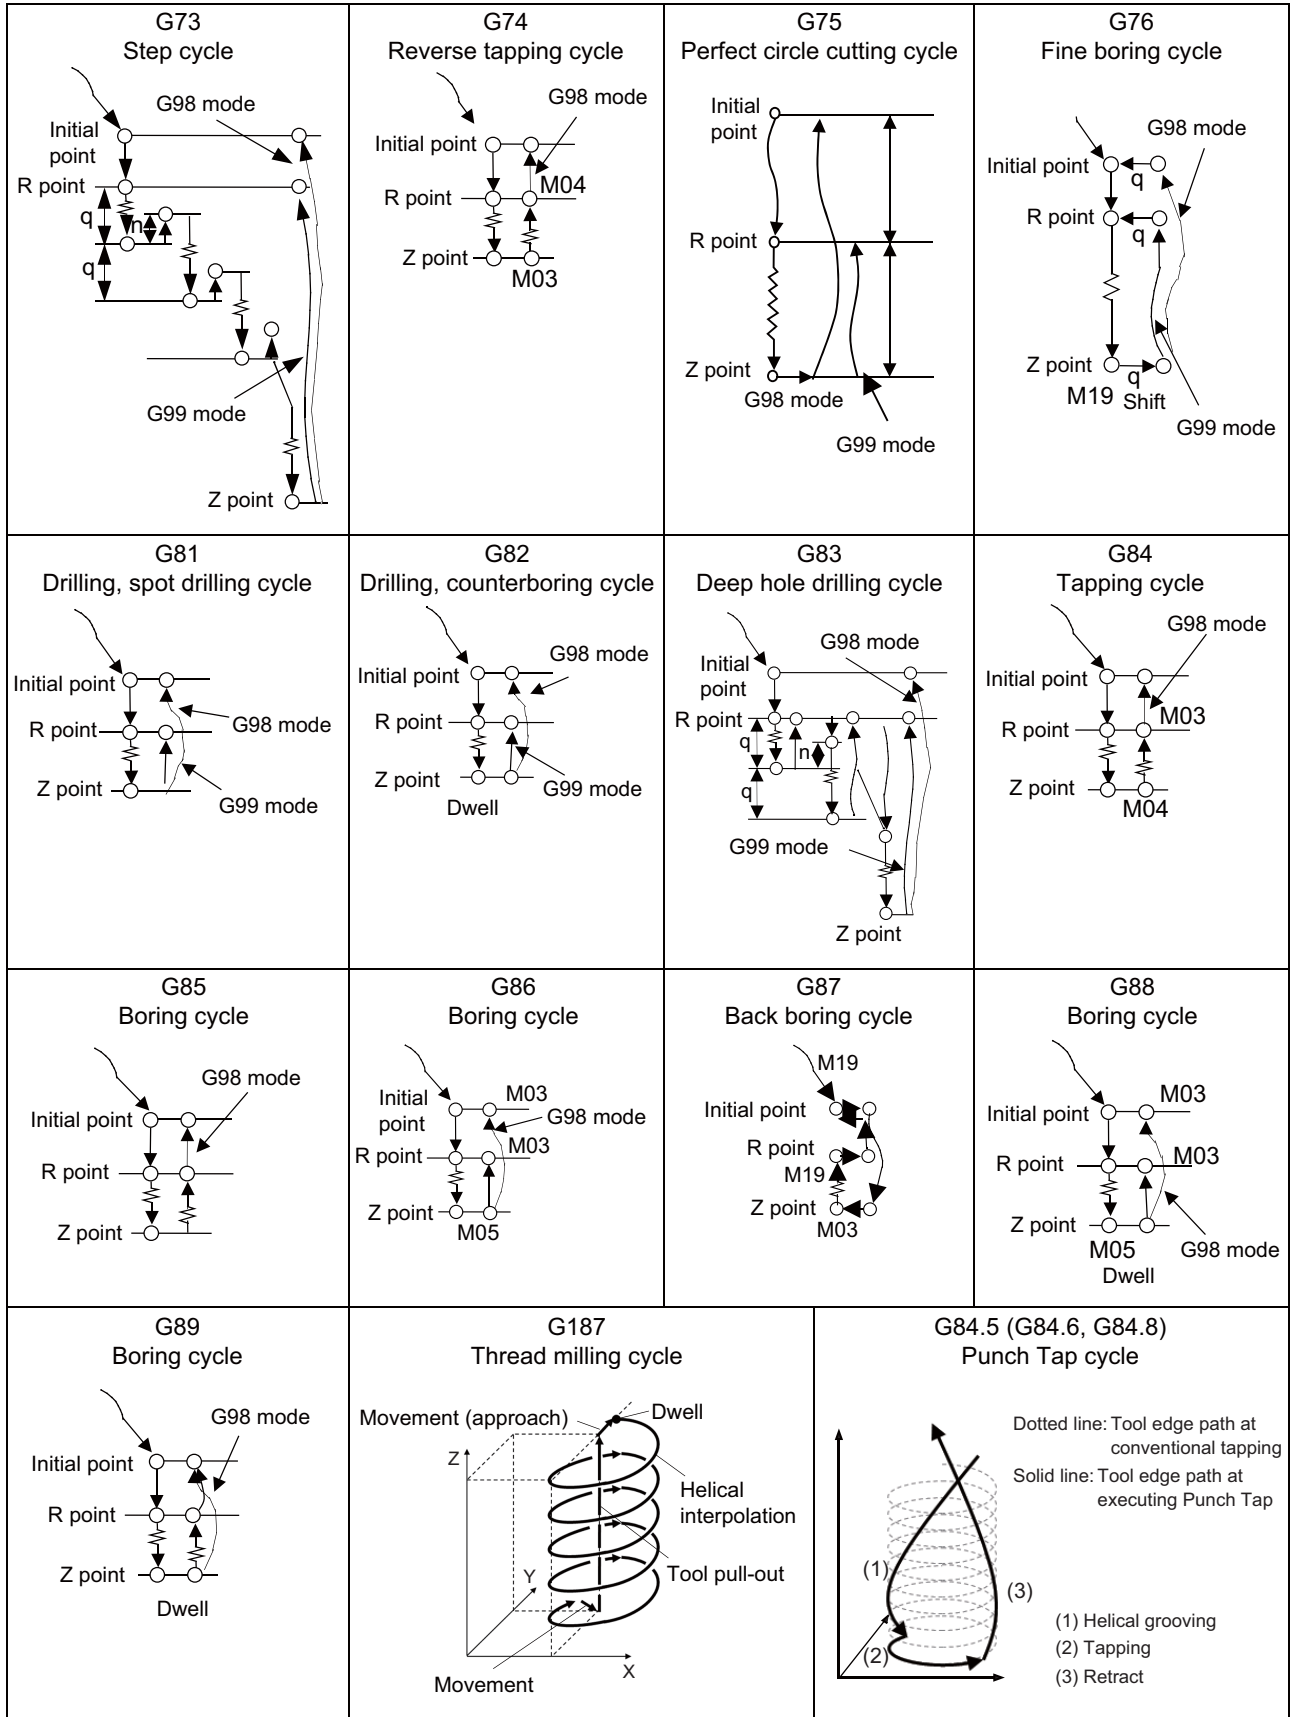 G73
Step cycle
G98 mode
Initial
point
R point
q
n
q
G99 mode
Z point
G74
Reverse tapping cycle
G98 mode
Initial point
M04
R point
Z point
M03
G75
Perfect circle cutting cycle
Initial
point
R point
Z point
G98 mode
G99 mode
G76
Fine boring cycle
G98 mode
Initial point
q
R point
q
Z point
q
M19 Shift
G99 mode
G81
Drilling, spot drilling cycle
Initial point
G98 mode
R point
Z point
G99 mode
G82
Drilling, counterboring cycle
G98 mode
Initial point
R point
Z point
G99 mode
Dwell
G83
Deep hole drilling cycle
G98 mode
Initial
point
R point
q
n
q
G99 mode
Z point
G84
Tapping cycle
G98 mode
Initial point
M03
R point
Z point
M04
G85
Boring cycle
G98 mode
Initial point
R point
Z point
G86
Boring cycle
M03
Initial
point
G98 mode
M03
R point
Z point
M05
G87
Back boring cycle
M19
Initial point
R point
M19
Z point
M03
G88
Boring cycle
M03
Initial point
M03
R point
Z point
M05
G98 mode
Dwell
G89
Boring cycle
G98 mode
Initial point
R point
Z point
Dwell
G187
Thread milling cycle
Movement (approach)
Dwell
Z
Helical
interpolation
Tool pull-out
Y
X
Movement
G84.5 (G84.6, G84.8)
Punch Tap cycle
Dotted line: Tool edge path at
conventional tapping
Solid line: Tool edge path at
executing Punch Tap
(1)
(3)
(2)
(1) Helical grooving
(2) Tapping
(3) Retract